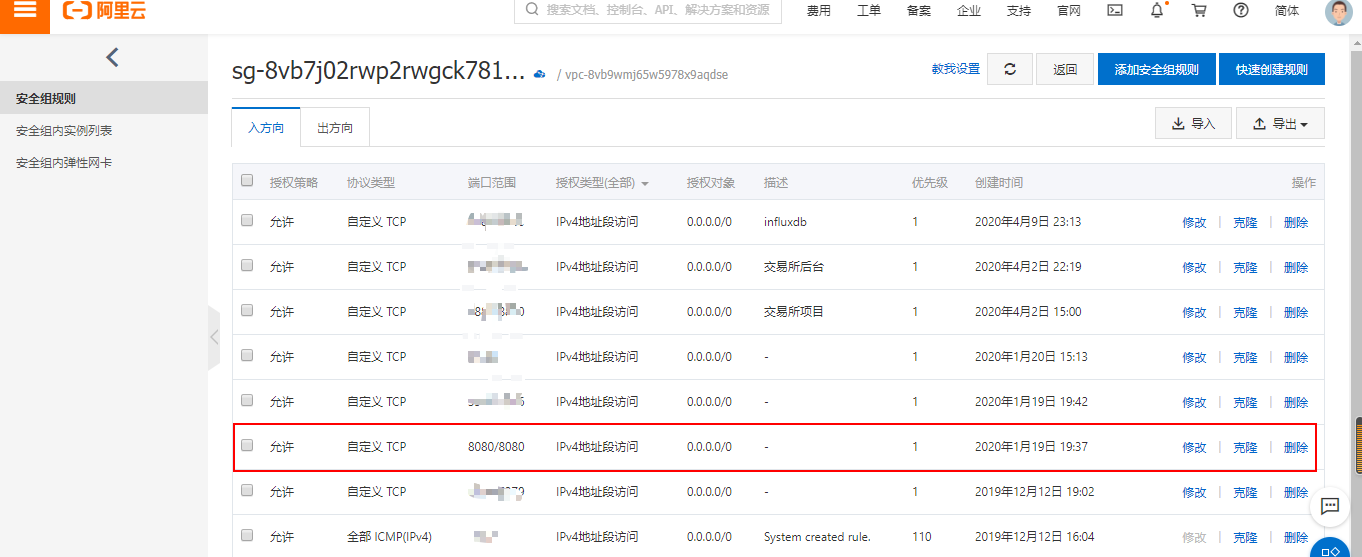 阿里云
搜索文档、控制台、API、解决方案和资源
费用 工单 备案 企业 支持 官网 简体
安全组规则
安全组内实例列表
安全组内弹性网卡
sg-8vb7j02rwp2rwgck781... / vpc-8vb9wmj65w5978x9aqdse
教我设置 返回 添加安全组规则 快速创建规则
入方向 出方向 导入 导出
授权策略 协议类型 端口范围 授权类型(全部) 授权对象 描述 优先级 创建时间 操作
允许 自定义 TCP IPv4地址段访问 0.0.0.0/0 influxdb 1 2020年4月9日 23:13 修改 克隆 删除
允许 自定义 TCP IPv4地址段访问 0.0.0.0/0 交易所后台 1 2020年4月2日 22:19 修改 克隆 删除
允许 自定义 TCP IPv4地址段访问 0.0.0.0/0 交易所项目 1 2020年4月2日 15:00 修改 克隆 删除
允许 自定义 TCP IPv4地址段访问 0.0.0.0/0 - 1 2020年1月20日 15:13 修改 克隆 删除
允许 自定义 TCP IPv4地址段访问 0.0.0.0/0 - 1 2020年1月19日 19:42 修改 克隆 删除
允许 自定义 TCP 8080/8080 IPv4地址段访问 0.0.0.0/0 - 1 2020年1月19日 19:37 修改 克隆 删除
允许 自定义 TCP IPv4地址段访问 0.0.0.0/0 - 1 2019年12月12日 19:02 修改 克隆 删除
允许 全部 ICMP(IPv4) IPv4地址段访问 0.0.0.0/0 System created rule. 110 2019年12月12日 16:04 修改 克隆 删除